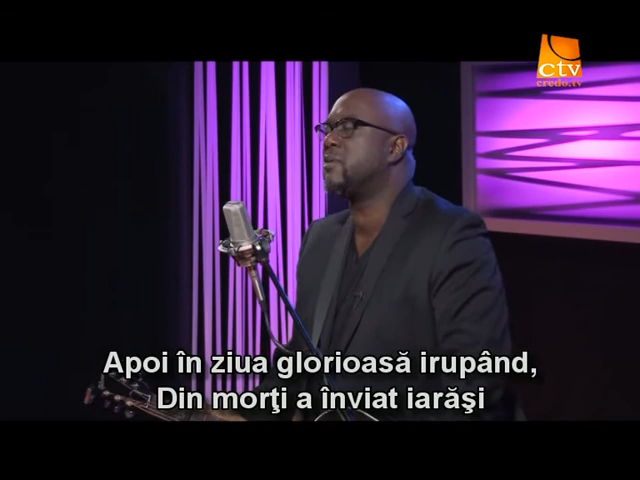 ctv
credo.tv
Apoi în ziua glorioasă irupând,
Din morţi a înviat iarăşi